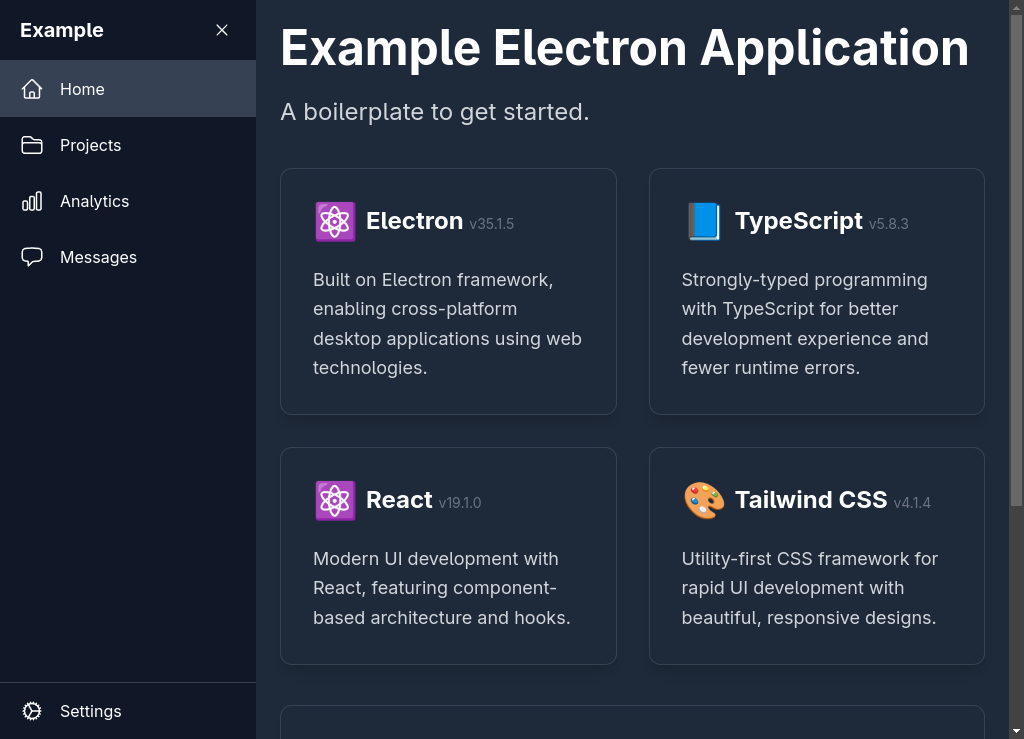 Example
Home
Projects
Analytics
Messages
Settings
Example Electron Application
A boilerplate to get started.
Electron v35.1.5
Built on Electron framework,
enabling cross-platform
desktop applications using web
technologies.
TypeScript v5.8.3
Strongly-typed programming
with TypeScript for better
development experience and
fewer runtime errors.
React v19.1.0
Modern UI development with
React, featuring component-
based architecture and hooks.
Tailwind CSS v4.1.4
Utility-first CSS framework for
rapid UI development with
beautiful, responsive designs.